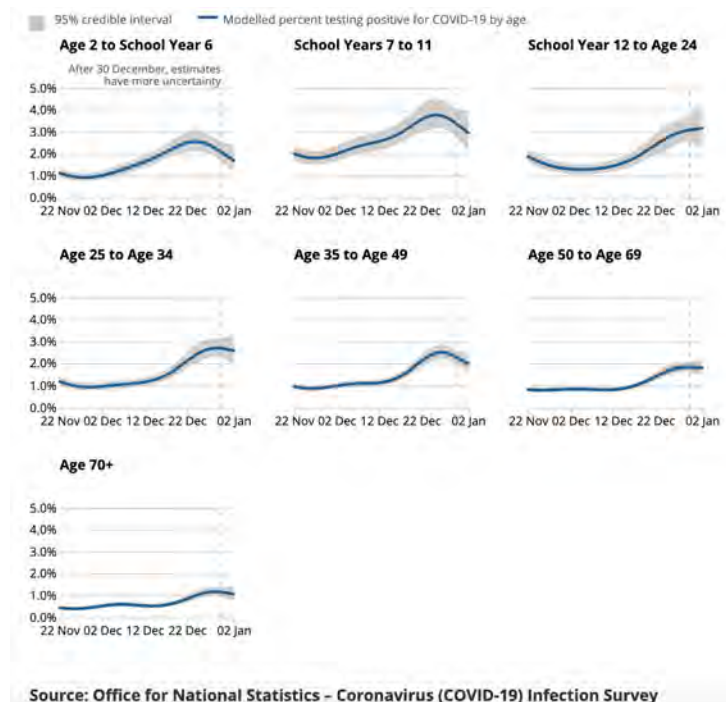 95% credible interval — Modelled percent testing positive for COVID-19 by age
Age 2 to School Year 6
School Years 7 to 11
School Year 12 to Age 24
After 30 December, estimates
have more uncertainty
5.0%
4.0%
3.0%
2.0%
1.0%
0.0%
22 Nov 02 Dec 12 Dec 22 Dec 02 Jan
22 Nov 02 Dec 12 Dec 22 Dec 02 Jan
22 Nov 02 Dec 12 Dec 22 Dec 02 Jan
Age 25 to Age 34
Age 35 to Age 49
Age 50 to Age 69
5.0%
4.0%
3.0%
2.0%
1.0%
0.0%
22 Nov 02 Dec 12 Dec 22 Dec 02 Jan
22 Nov 02 Dec 12 Dec 22 Dec 02 Jan
22 Nov 02 Dec 12 Dec 22 Dec 02 Jan
Age 70+
5.0%
4.0%
3.0%
2.0%
1.0%
0.0%
22 Nov 02 Dec 12 Dec 22 Dec 02 Jan
Source: Office for National Statistics – Coronavirus (COVID-19) Infection Survey